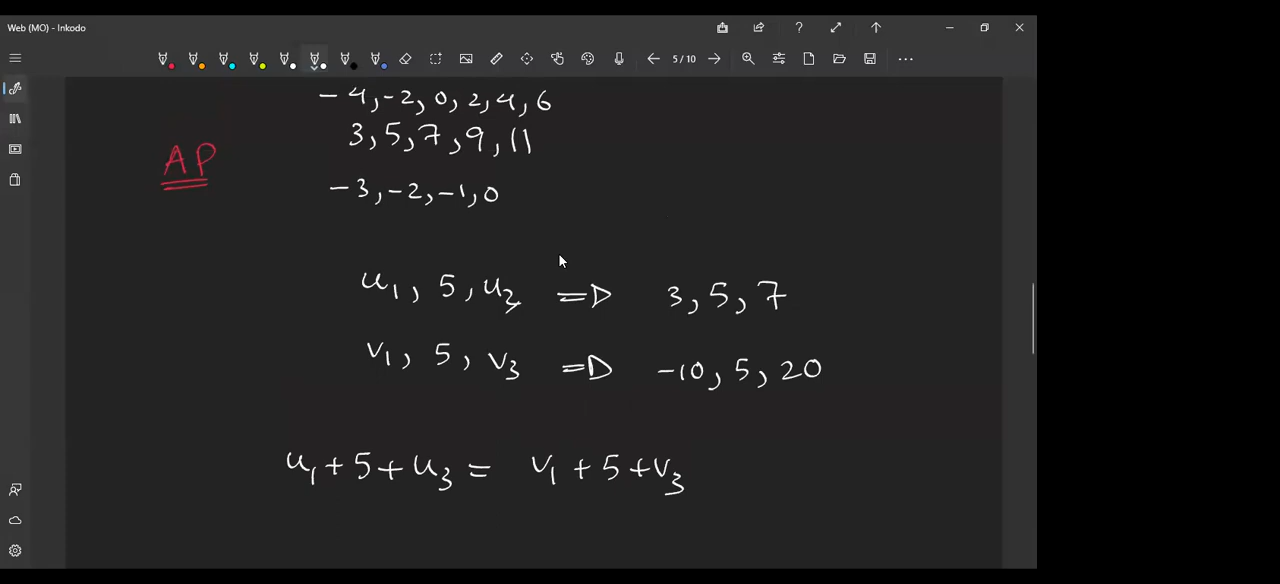 Web (MO) - Inkodo
5/10
-4, -2, 0, 2, 4, 6
3, 5, 7, 9, 11
AP
-3, -2, -1, 0
u₁, 5, u₂ => 3, 5, 7
v₁, 5, v₃ => -10, 5, 20
u₁ + 5 + u₃ = v₁ + 5 + v₃